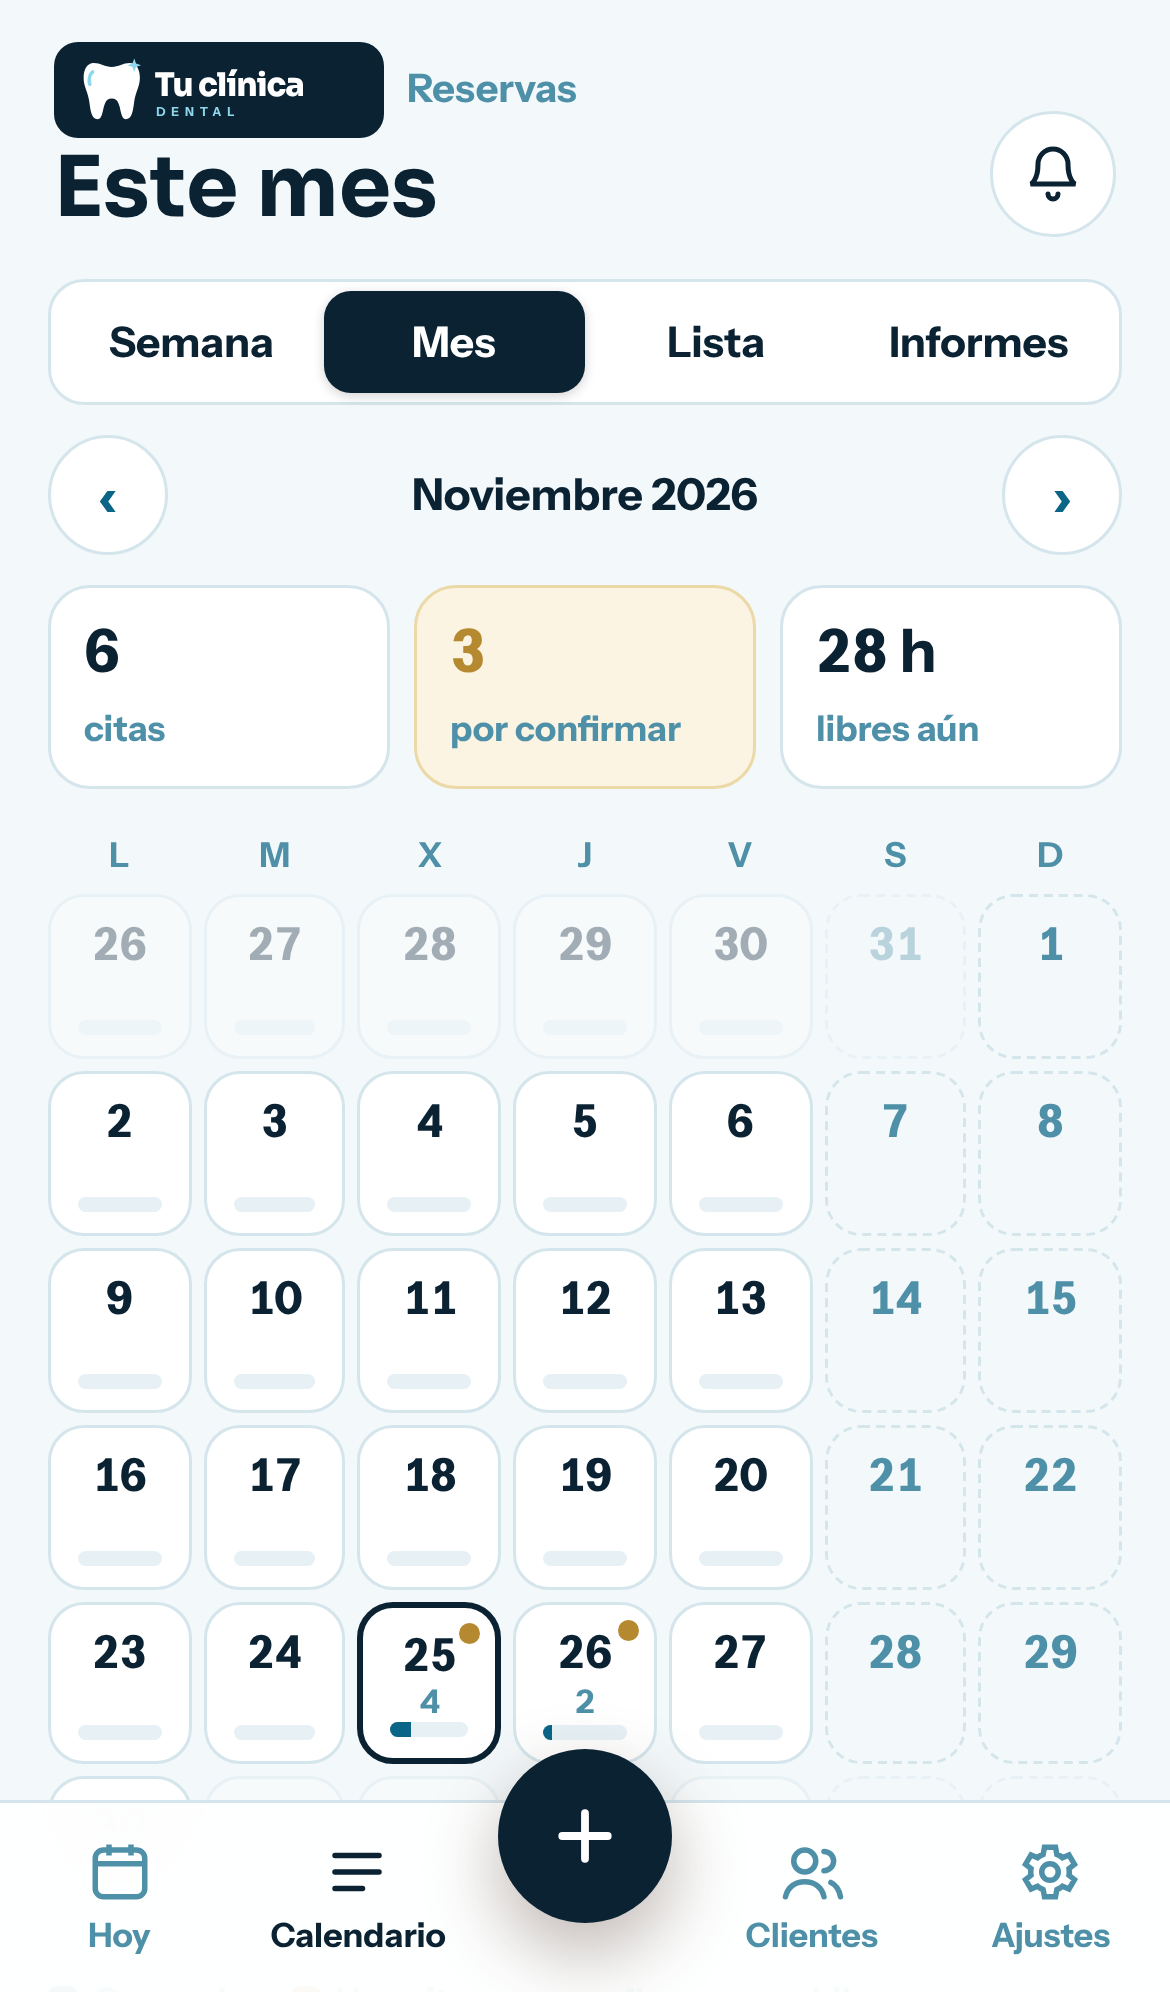 Tu clínica
DENTAL
Reservas
Este mes
Semana Mes Lista Informes
‹ Noviembre 2026 ›
6 3 28 h
citas por confirmar libres aún
L M X J V S D
26 27 28 29 30 31 1
2 3 4 5 6 7 8
9 10 11 12 13 14 15
16 17 18 19 20 21 22
23 24 25 26 27 28 29
4 2
+
Hoy Calendario Clientes Ajustes